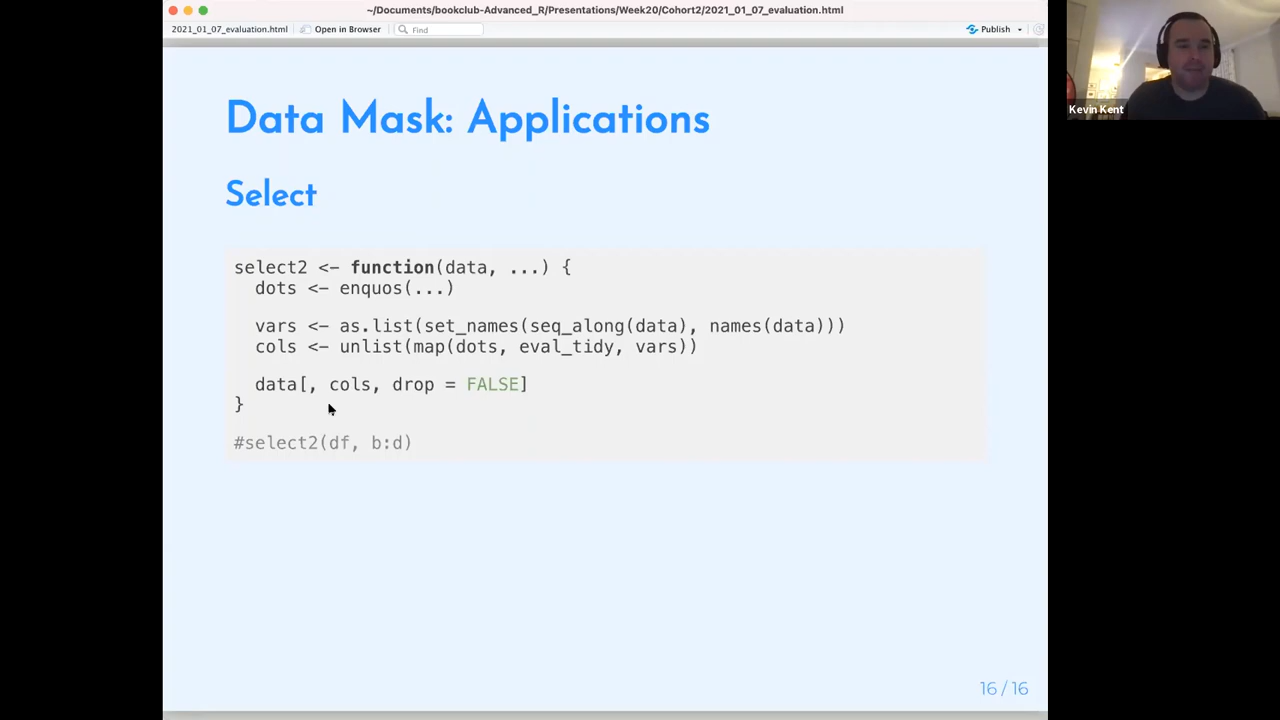 ~/Documents/bookclub-Advanced_R/Presentations/Week20/Cohort2/2021_01_07_evaluation.html
2021_01_07_evaluation.html Open in Browser Find Publish
Kevin Kent
Data Mask: Applications
Select
select2 <- function(data, ...) {
  dots <- enquos(...)
  vars <- as.list(set_names(seq_along(data), names(data)))
  cols <- unlist(map(dots, eval_tidy, vars))
  data[, cols, drop = FALSE]
}
#select2(df, b:d)
16 / 16